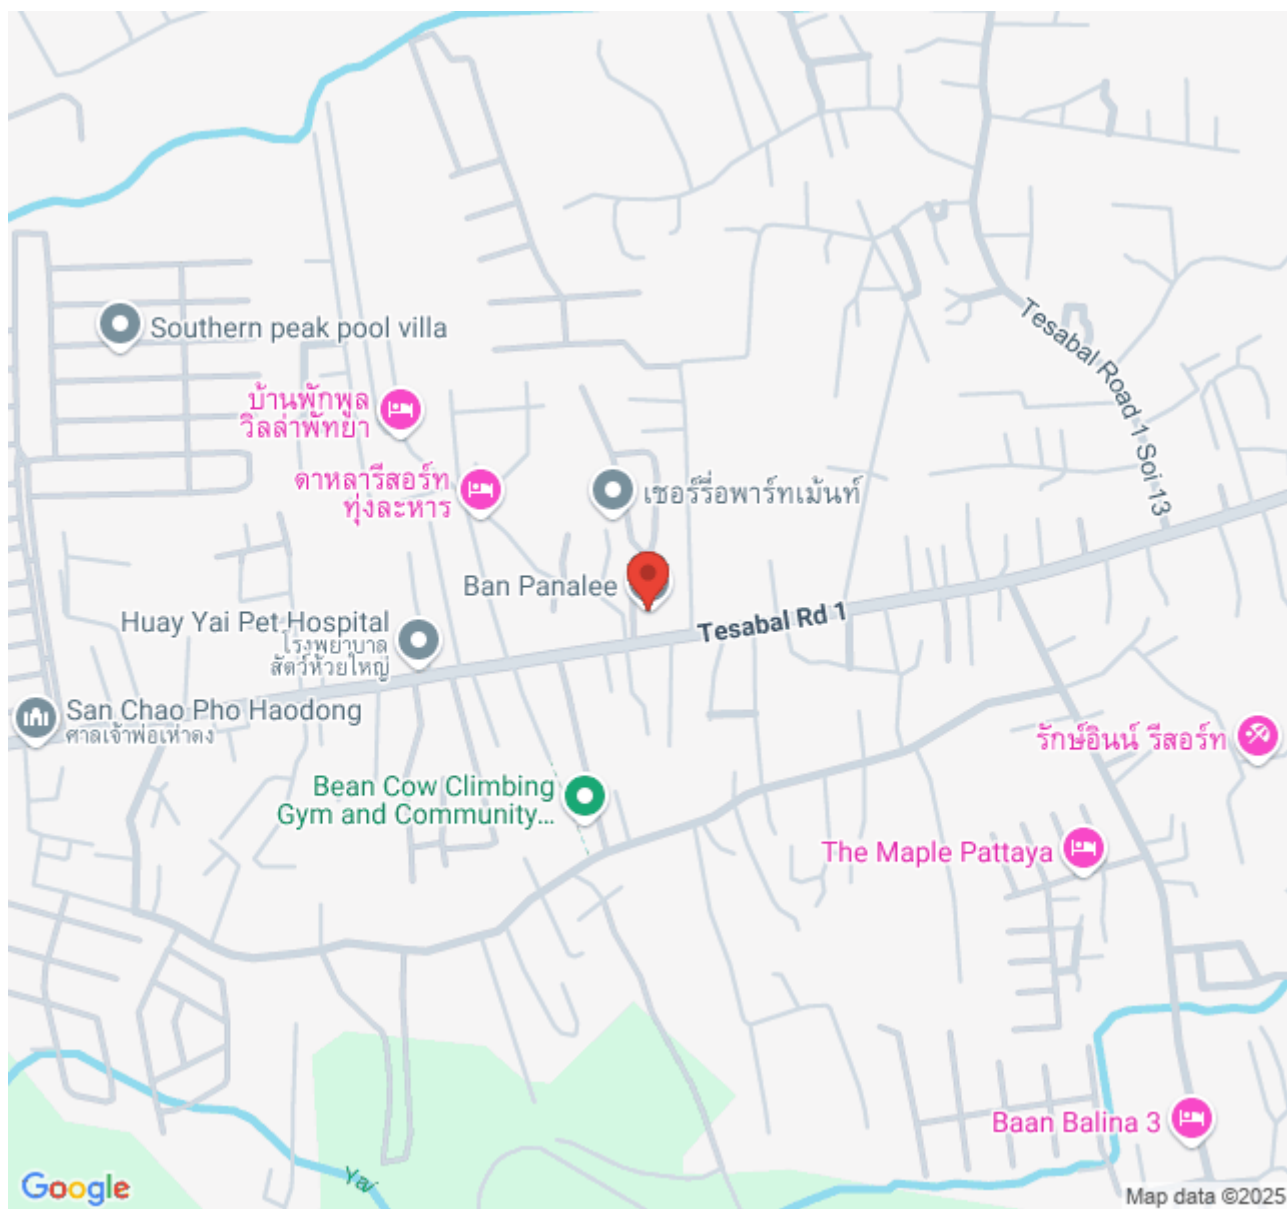 Southern peak pool villa
Tesabal Road 1 Soi 13
บ้านพักพูล
วิลล่าพัทยา
ดาหลารีสอร์ท
ทุ่งละหาร
เชอร์รี่อพาร์ทเม้นท์
Ban Panalee
Huay Yai Pet Hospital
โรงพยาบาล
สัตว์ห้วยใหญ่
Tesabal Rd 1
San Chao Pho Haodong
ศาลเจ้าพ่อเห่าดง
รักษ์อินน์ รีสอร์ท
Bean Cow Climbing
Gym and Community...
The Maple Pattaya
Baan Balina 3
Yai
Google
Map data ©2025